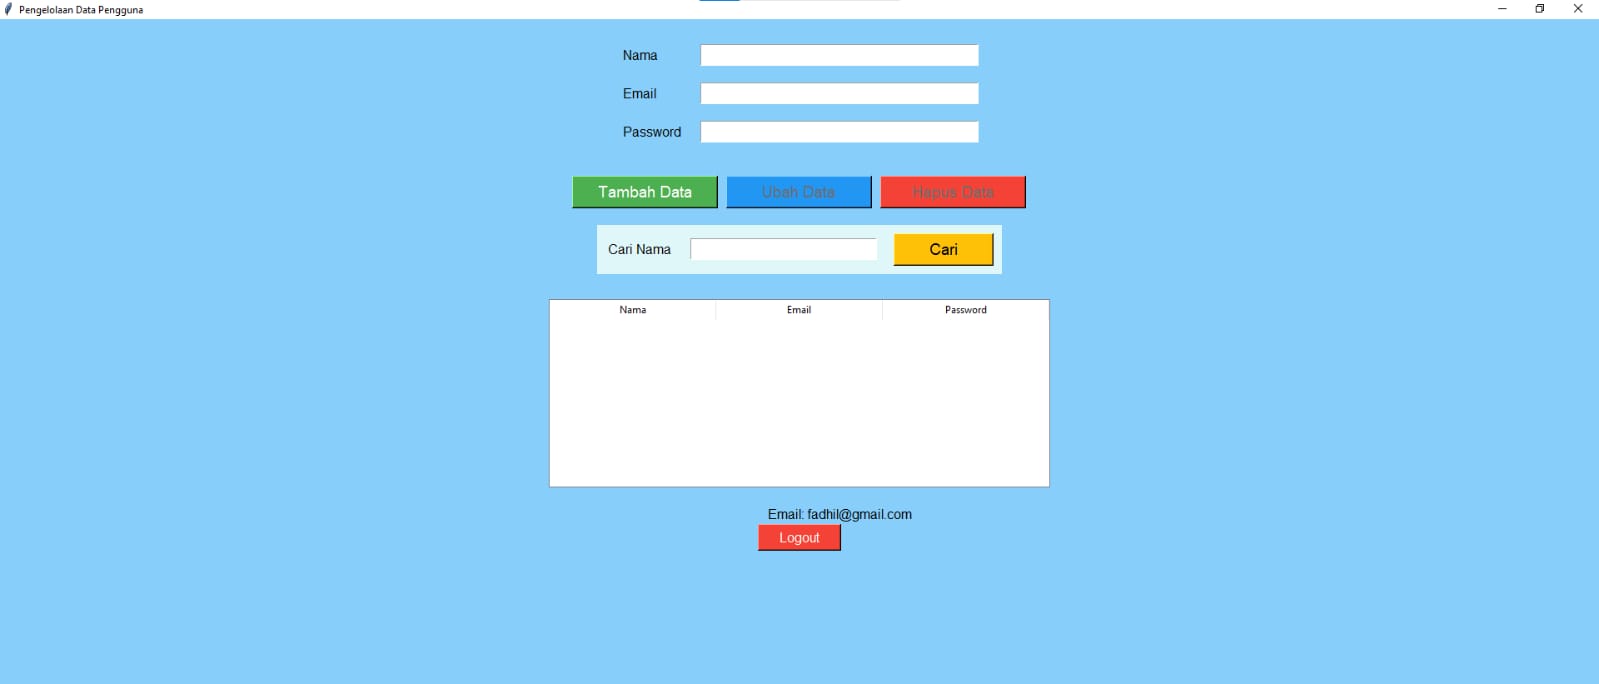 Pengelolaan Data Pengguna
Nama
Email
Password
Tambah Data Ubah Data Hapus Data
Cari Nama Cari
Nama Email Password
Email: fadhil@gmail.com
Logout